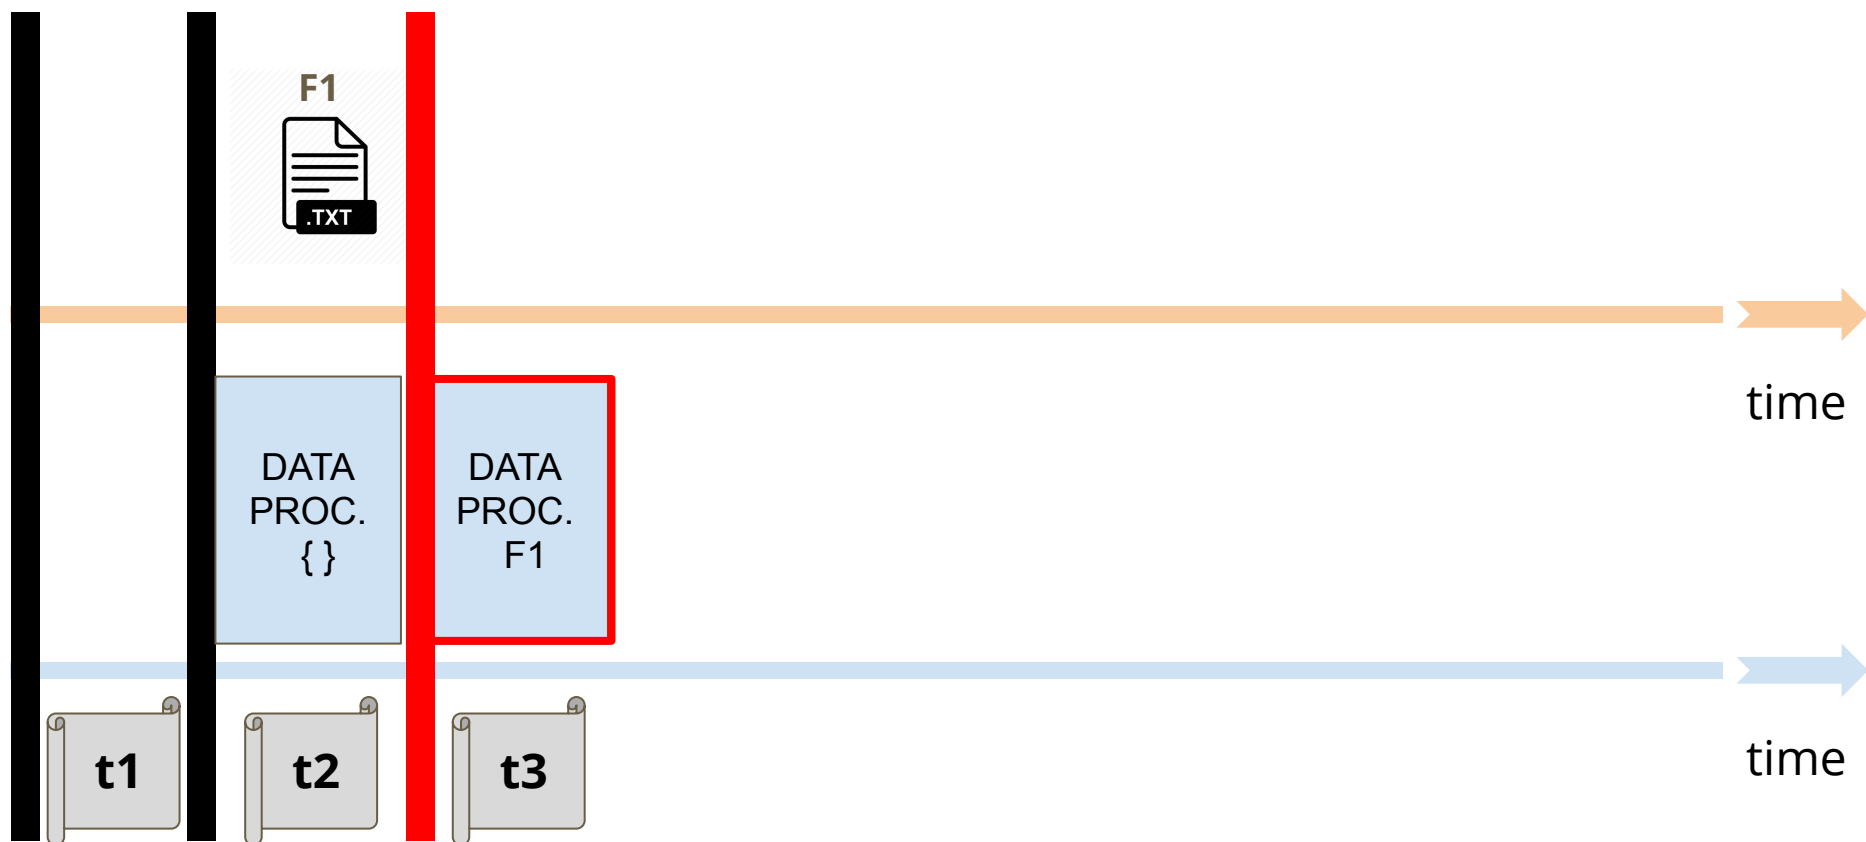 F1
.TXT
time
DATA
PROC.
{ }
DATA
PROC.
F1
time
t1
t2
t3